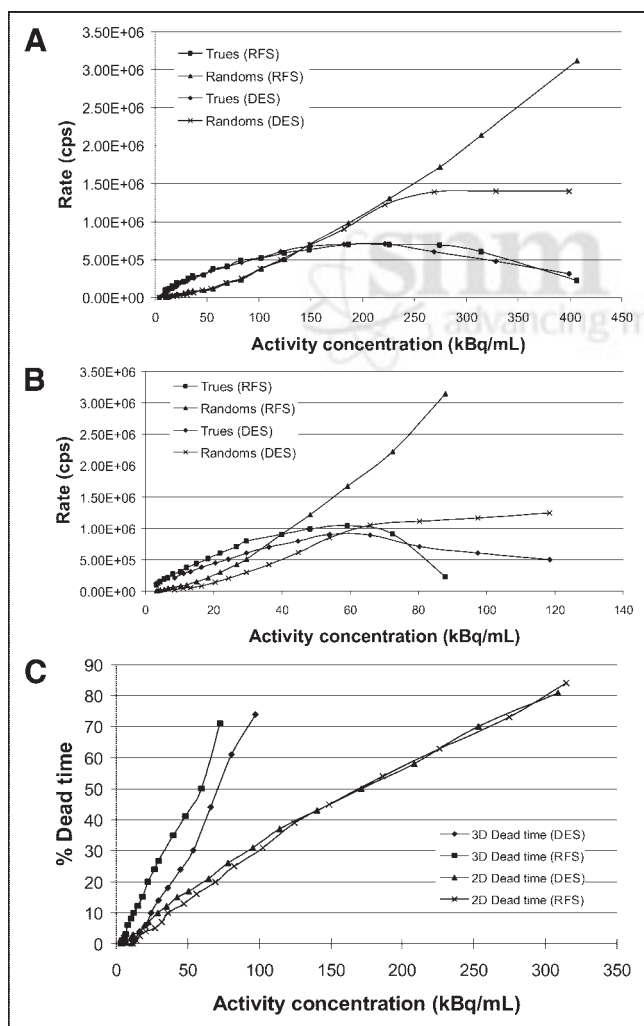 A
3.50E+06
3.00E+06
2.50E+06
2.00E+06
1.50E+06
1.00E+06
5.00E+05
0.00E+00
Rate (cps)
Trues (RFS)
Randoms (RFS)
Trues (DES)
Randoms (DES)
snm
advancing m
0 50 100 150 200 250 300 350 400 450
Activity concentration (kBq/mL)
B
3.50E+06
3.00E+06
2.50E+06
2.00E+06
1.50E+06
1.00E+06
5.00E+05
0.00E+00
Rate (cps)
Trues (RFS)
Randoms (RFS)
Trues (DES)
Randoms (DES)
0 20 40 60 80 100 120 140
Activity concentration (kBq/mL)
C
90
80
70
60
50
40
30
20
10
0
% Dead time
3D Dead time (DES)
3D Dead time (RFS)
2D Dead time (DES)
2D Dead time (RFS)
0 50 100 150 200 250 300 350
Activity concentration (kBq/mL)